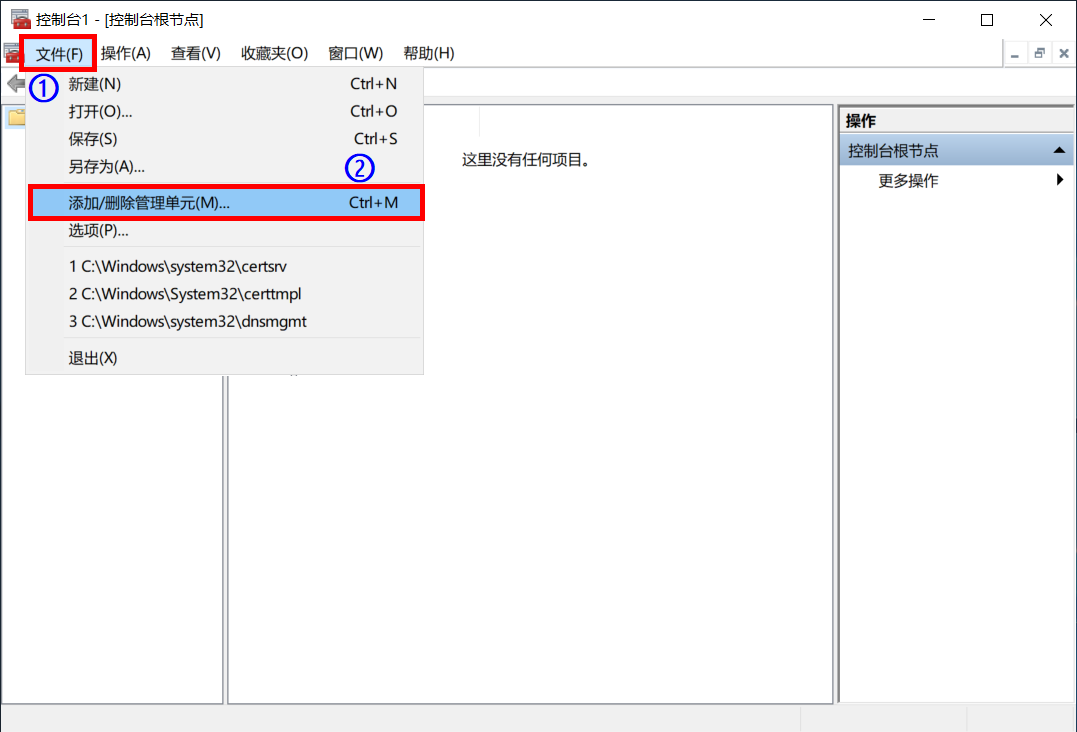 控制台1 - [控制台根节点]
文件(F) 操作(A) 查看(V) 收藏夹(O) 窗口(W) 帮助(H)
①
新建(N) Ctrl+N
打开(O)... Ctrl+O
保存(S) Ctrl+S
另存为(A)...
②
添加/删除管理单元(M)... Ctrl+M
选项(P)...
1 C:\Windows\system32\certsrv
2 C:\Windows\System32\certtmpl
3 C:\Windows\system32\dnsmgmt
退出(X)
这里没有任何项目。
操作
控制台根节点
更多操作